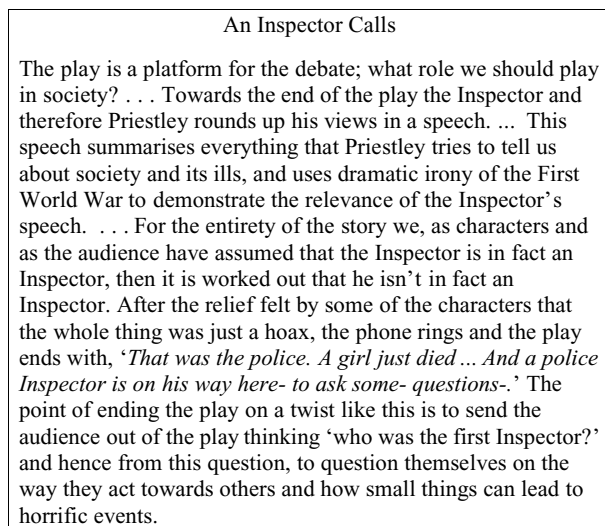 An Inspector Calls
The play is a platform for the debate; what role we should play
in society? . . . Towards the end of the play the Inspector and
therefore Priestley rounds up his views in a speech. ... This
speech summarises everything that Priestley tries to tell us
about society and its ills, and uses dramatic irony of the First
World War to demonstrate the relevance of the Inspector’s
speech. . . . For the entirety of the story we, as characters and
as the audience have assumed that the Inspector is in fact an
Inspector, then it is worked out that he isn’t in fact an
Inspector. After the relief felt by some of the characters that
the whole thing was just a hoax, the phone rings and the play
ends with, ‘That was the police. A girl just died ... And a police
Inspector is on his way here- to ask some- questions-.’ The
point of ending the play on a twist like this is to send the
audience out of the play thinking ‘who was the first Inspector?’
and hence from this question, to question themselves on the
way they act towards others and how small things can lead to
horrific events.